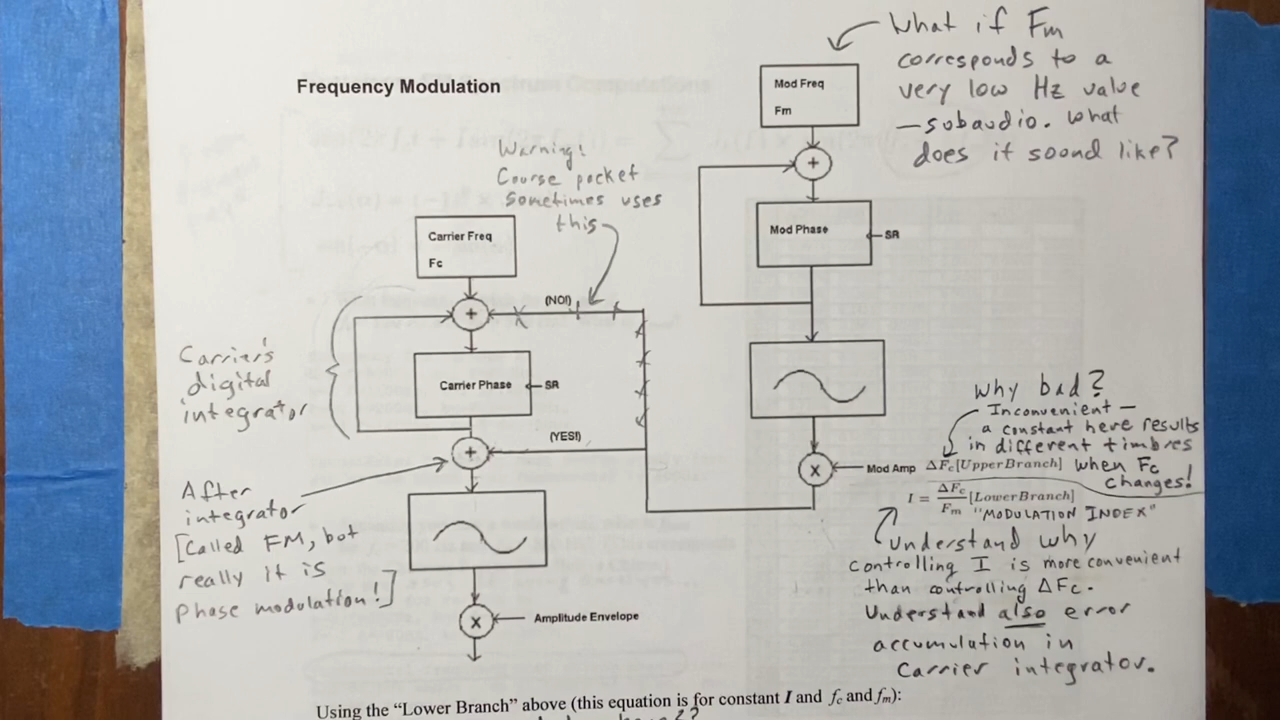 Frequency Modulation
What if Fm
corresponds to a
very low Hz value
— subaudio. What
does it sound like?
Mod Freq
Fm
+
Mod Phase
SR
Warning!
Course packet
sometimes uses
this
Carrier Freq
Fc
(NO!)
+
Carrier Phase
SR
Carrier's
digital
integrator
(YES!)
+
After
integrator
[Called FM, but
really it is
phase modulation!]
X
Amplitude Envelope
X
Mod Amp
ΔFc[UpperBranch]
I = ΔFc/Fm [LowerBranch]
"MODULATION INDEX"
Why bad?
Inconvenient —
a constant here results
in different timbres
when Fc
changes!
Understand why
controlling I is more convenient
than controlling ΔFc.
Understand also error
accumulation in
Carrier integrator.
Using the “Lower Branch” above (this equation is for constant I and fc and fm):